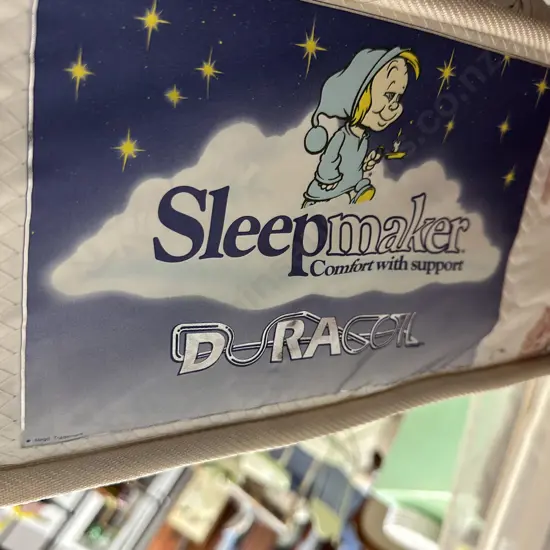 Sleepmaker
Comfort with support
DURACOIL